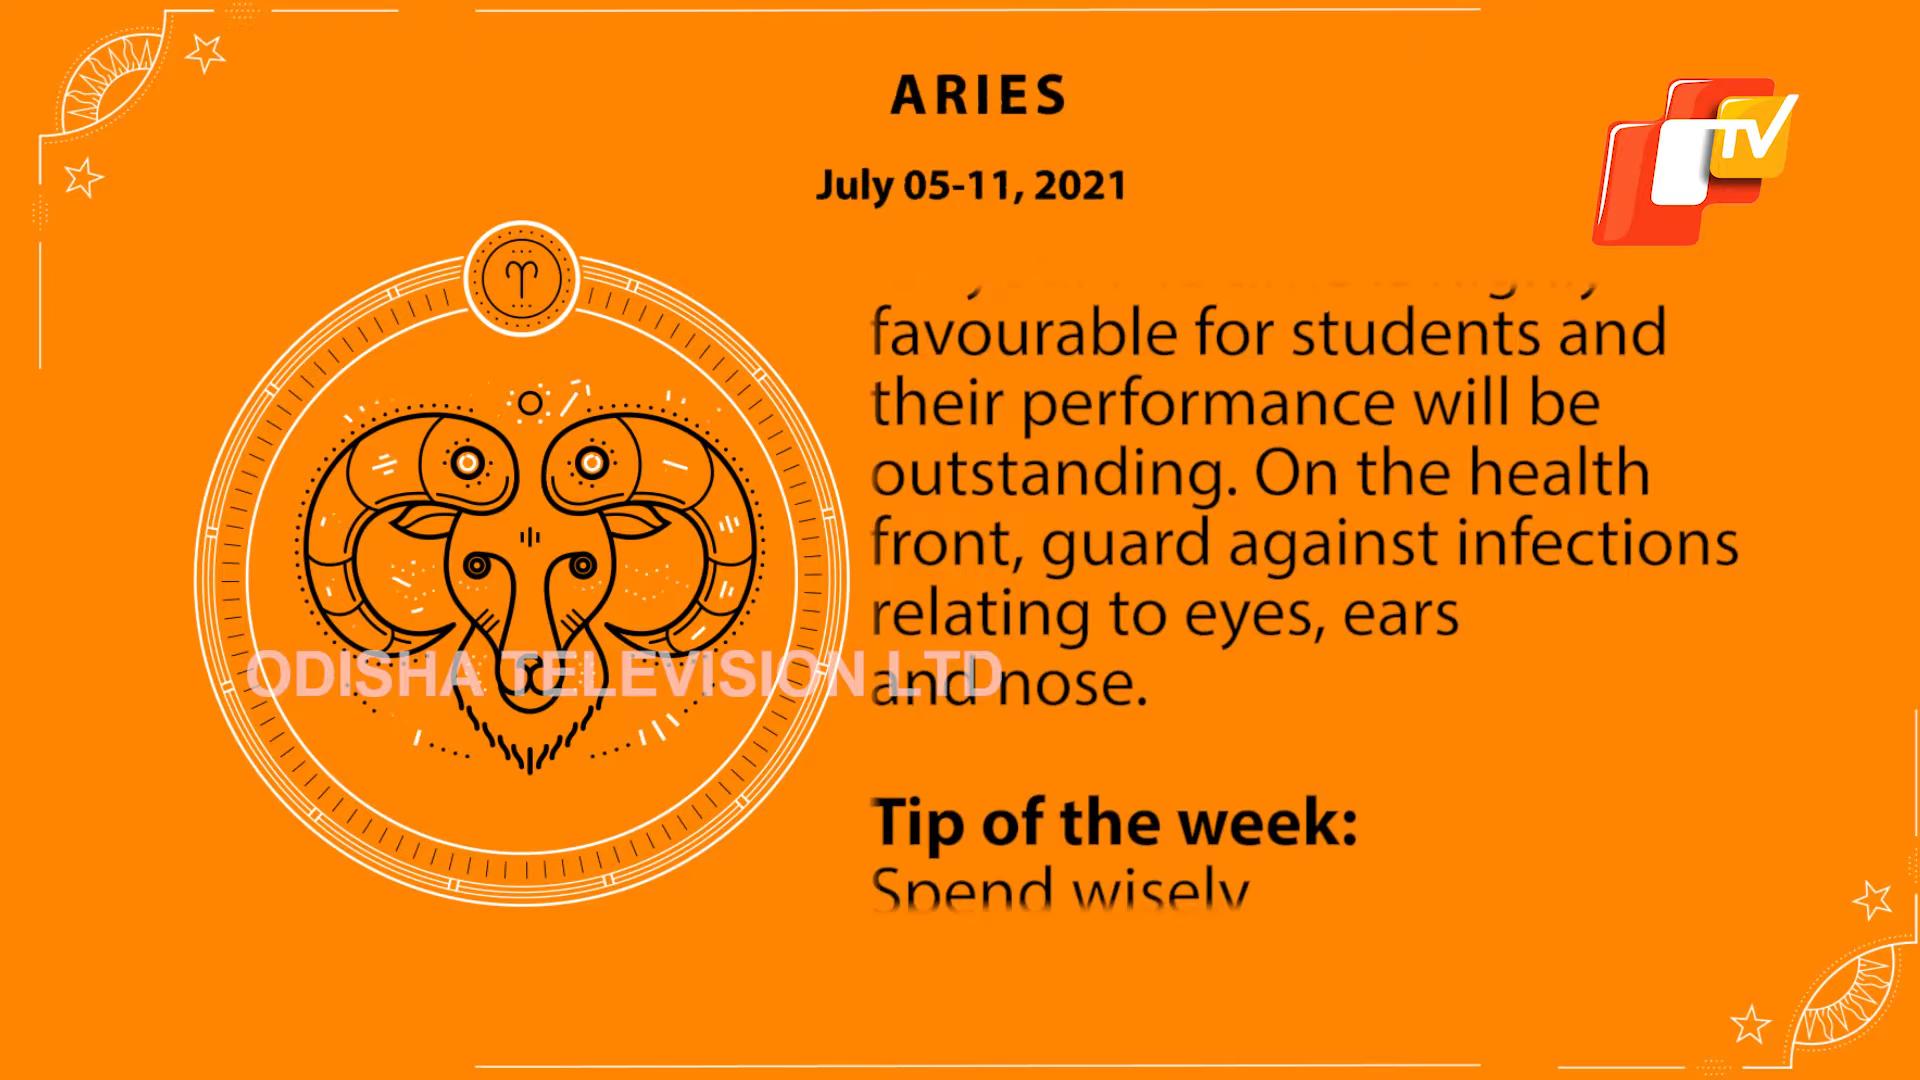 ARIES
July 05-11, 2021
TV
favourable for students and
their performance will be
outstanding. On the health
front, guard against infections
relating to eyes, ears
and nose.
ODISHA TELEVISION LTD
Tip of the week:
Spend wisely